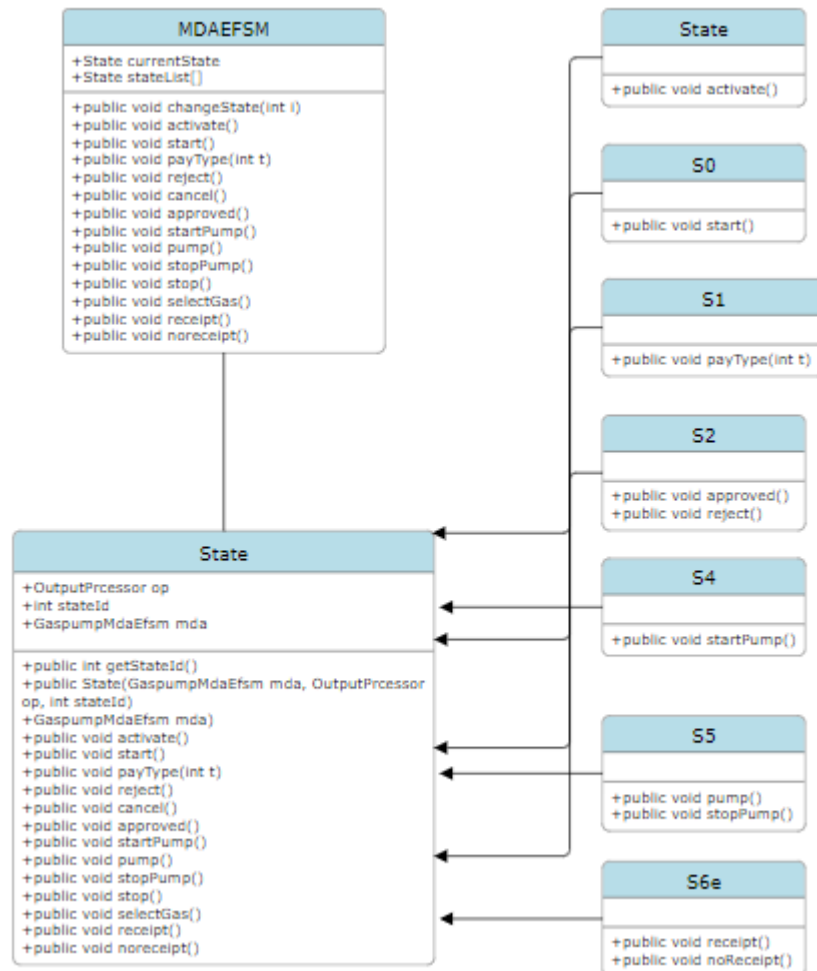 MDAEFSM
+State currentState
+State stateList[]
+public void changeState(int i)
+public void activate()
+public void start()
+public void payType(int t)
+public void reject()
+public void cancel()
+public void approved()
+public void startPump()
+public void pump()
+public void stopPump()
+public void stop()
+public void selectGas()
+public void receipt()
+public void noreceipt()
State
+OutputPrcessor op
+int stateId
+GaspumpMdaEfsm mda
+public int getStateId()
+public State(GaspumpMdaEfsm mda, OutputPrcessor
op, int stateId)
+GaspumpMdaEfsm mda)
+public void activate()
+public void start()
+public void payType(int t)
+public void reject()
+public void cancel()
+public void approved()
+public void startPump()
+public void pump()
+public void stopPump()
+public void stop()
+public void selectGas()
+public void receipt()
+public void noreceipt()
State
+public void activate()
S0
+public void start()
S1
+public void payType(int t)
S2
+public void approved()
+public void reject()
S4
+public void startPump()
S5
+public void pump()
+public void stopPump()
S6e
+public void receipt()
+public void noReceipt()